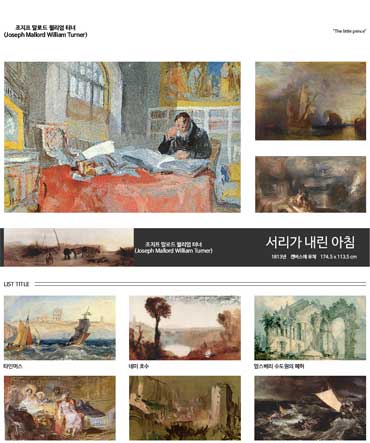 조지프 말로드 윌리엄 터너
(Joseph Mallord William Turner)
"The little prince"
조지프 말로드 윌리엄 터너
(Joseph Mallord William Turner)
서리가 내린 아침
1813년 캔버스에 유채 174.5 x 113.5 cm
LIST TITLE
타인머스
네미 호수
맘스베리 수도원의 폐허